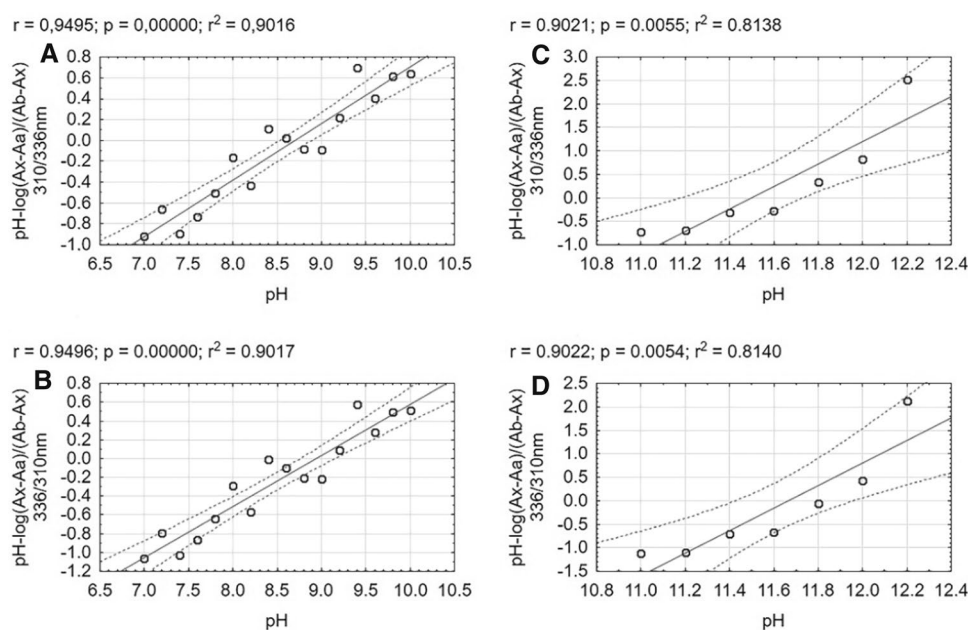 r = 0,9495; p = 0,00000; r² = 0,9016
A
pH-log(Ax-Aa)/(Ab-Ax)
310/336nm
0.8
0.6
0.4
0.2
0.0
-0.2
-0.4
-0.6
-0.8
-1.0
6.5 7.0 7.5 8.0 8.5 9.0 9.5 10.0 10.5
pH
r = 0.9021; p = 0.0055; r² = 0.8138
C
pH-log(Ax-Aa)/(Ab-Ax)
310/336nm
3.0
2.5
2.0
1.5
1.0
0.5
0.0
-0.5
-1.0
10.8 11.0 11.2 11.4 11.6 11.8 12.0 12.2 12.4
pH
r = 0.9496; p = 0.00000; r² = 0.9017
B
pH-log(Ax-Aa)/(Ab-Ax)
336/310nm
0.8
0.6
0.4
0.2
0.0
-0.2
-0.4
-0.6
-0.8
-1.0
-1.2
6.5 7.0 7.5 8.0 8.5 9.0 9.5 10.0 10.5
pH
r = 0.9022; p = 0.0054; r² = 0.8140
D
pH-log(Ax-Aa)/(Ab-Ax)
336/310nm
2.5
2.0
1.5
1.0
0.5
0.0
-0.5
-1.0
-1.5
10.8 11.0 11.2 11.4 11.6 11.8 12.0 12.2 12.4
pH